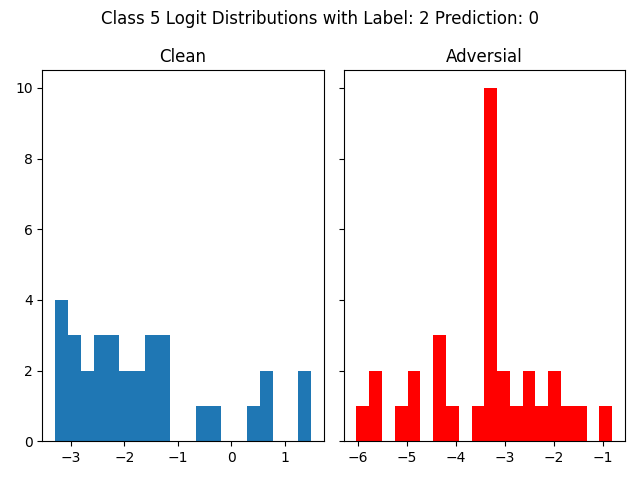 Class 5 Logit Distributions with Label: 2 Prediction: 0
Clean
Adversial
10
8
6
4
2
0
−3 −2 −1 0 1
−6 −5 −4 −3 −2 −1